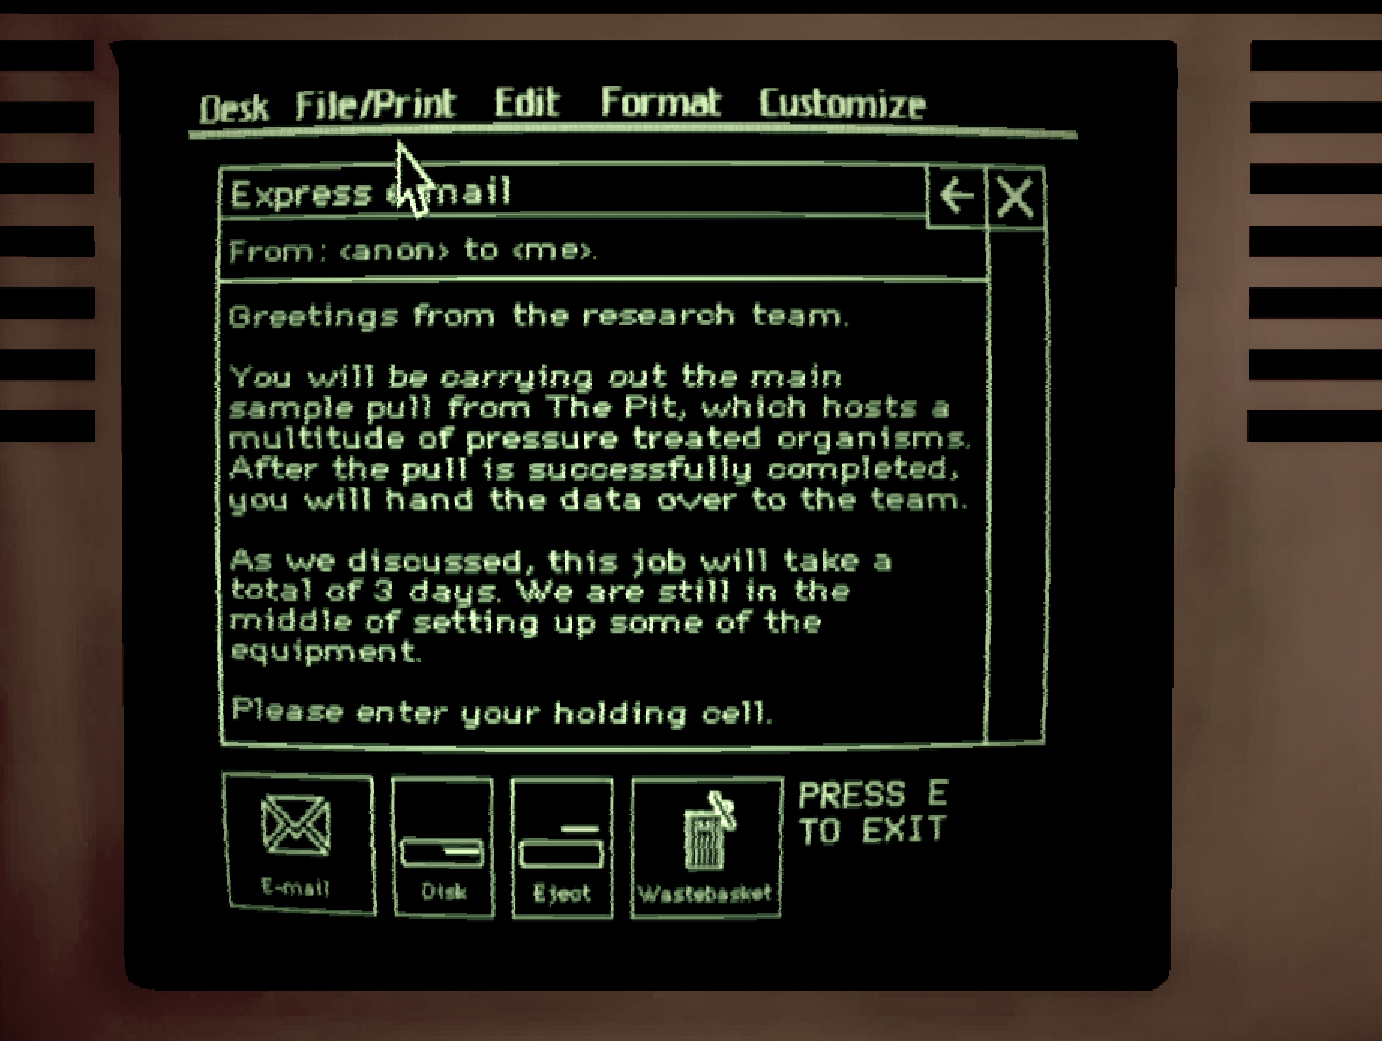 Desk File/Print Edit Format Customize
Express e-mail
From: <anon> to <me>.
Greetings from the research team.
You will be carrying out the main
sample pull from The Pit, which hosts a
multitude of pressure treated organisms.
After the pull is successfully completed,
you will hand the data over to the team.
As we discussed, this job will take a
total of 3 days. We are still in the
middle of setting up some of the
equipment.
Please enter your holding cell.
E-mail
Disk
Eject
Wastebasket
PRESS E
TO EXIT